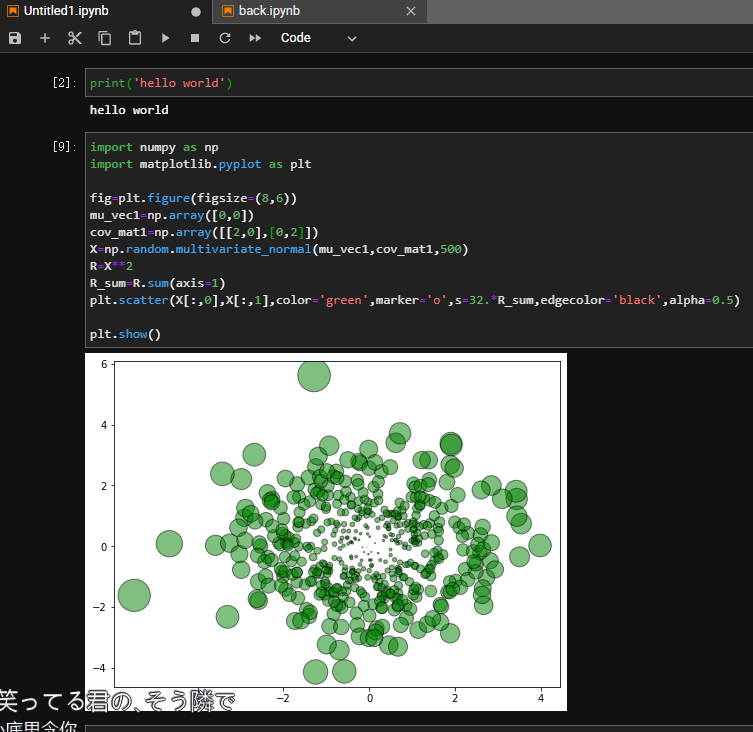 Untitled1.ipynb
back.ipynb
Code
[2]:
print('hello world')
hello world
[9]:
import numpy as np
import matplotlib.pyplot as plt
fig=plt.figure(figsize=(8,6))
mu_vec1=np.array([0,0])
cov_mat1=np.array([[2,0],[0,2]])
X=np.random.multivariate_normal(mu_vec1,cov_mat1,500)
R=X**2
R_sum=R.sum(axis=1)
plt.scatter(X[:,0],X[:,1],color='green',marker='o',s=32.*R_sum,edgecolor='black',alpha=0.5)
plt.show()
6
4
2
0
−2
−4
−2 0 2 4
笑ってる君の、そう隣で